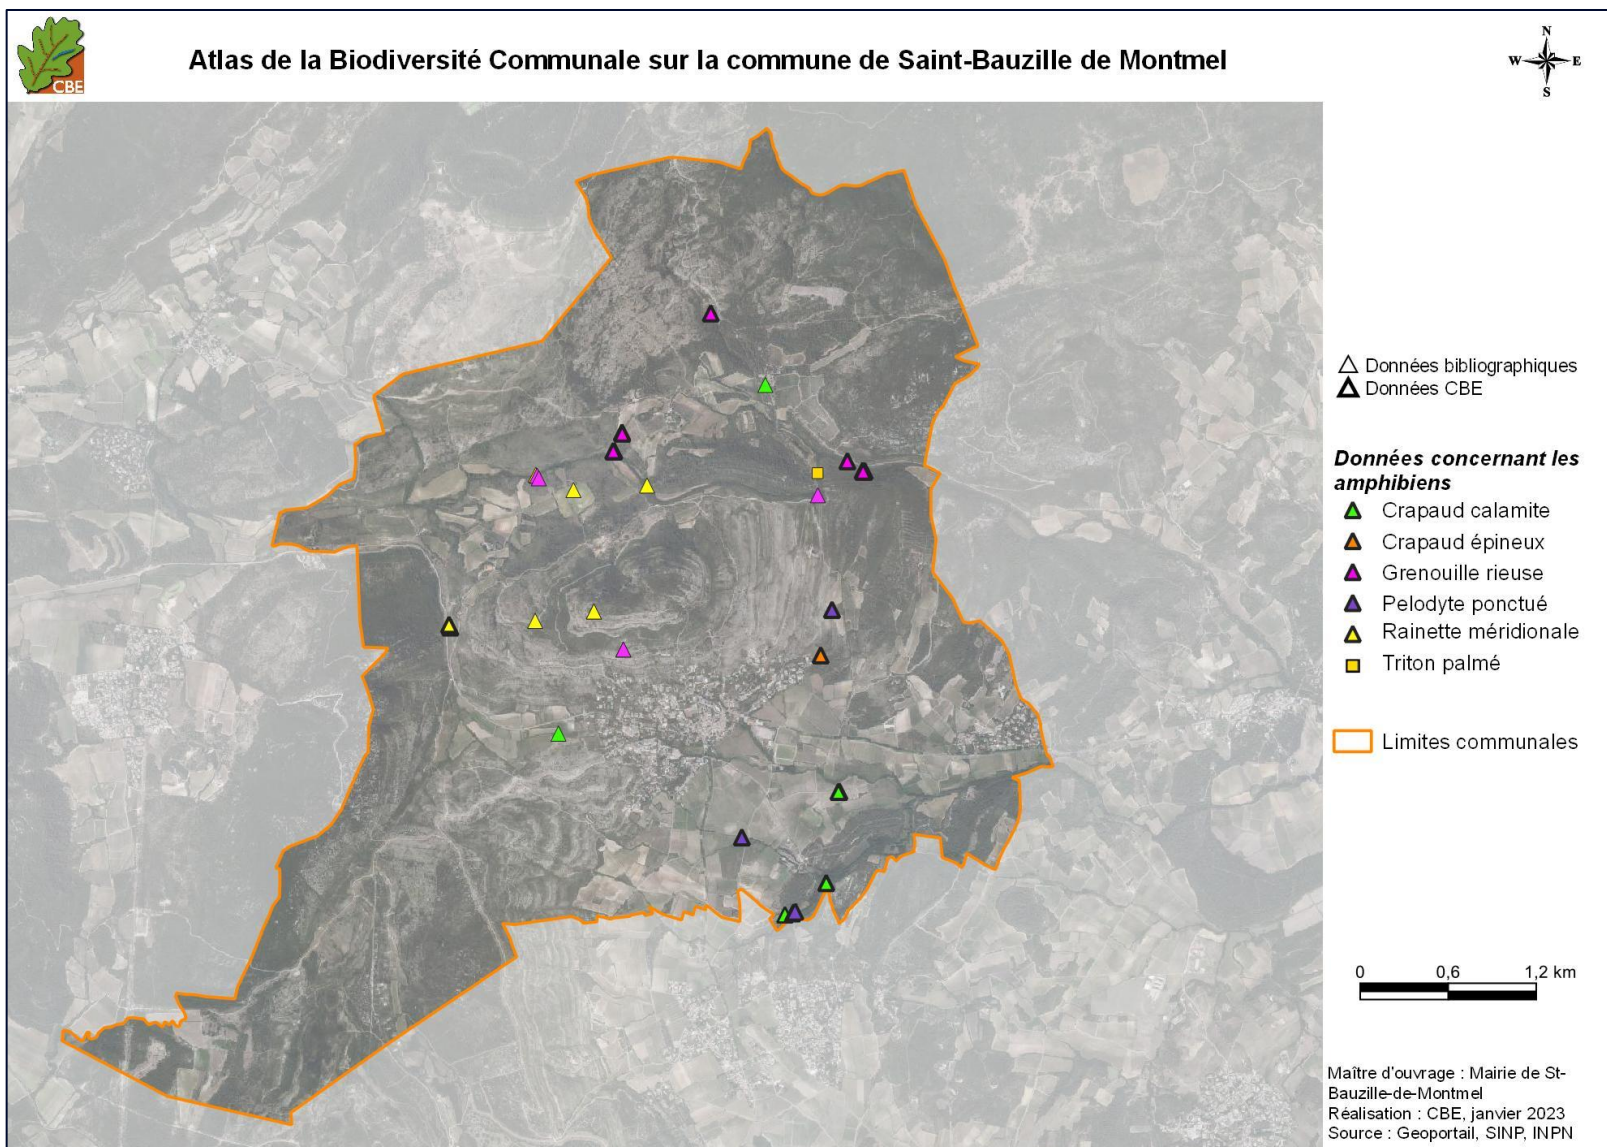 CBE
Atlas de la Biodiversité Communale sur la commune de Saint-Bauzille de Montmel
N
W E
S
Données bibliographiques
Données CBE
Données concernant les
amphibiens
Crapaud calamite
Crapaud épineux
Grenouille rieuse
Pelodyte ponctué
Rainette méridionale
Triton palmé
Limites communales
0 0,6 1,2 km
Maître d'ouvrage : Mairie de St-
Bauzille-de-Montmel
Réalisation : CBE, janvier 2023
Source : Geoportail, SINP, INPN